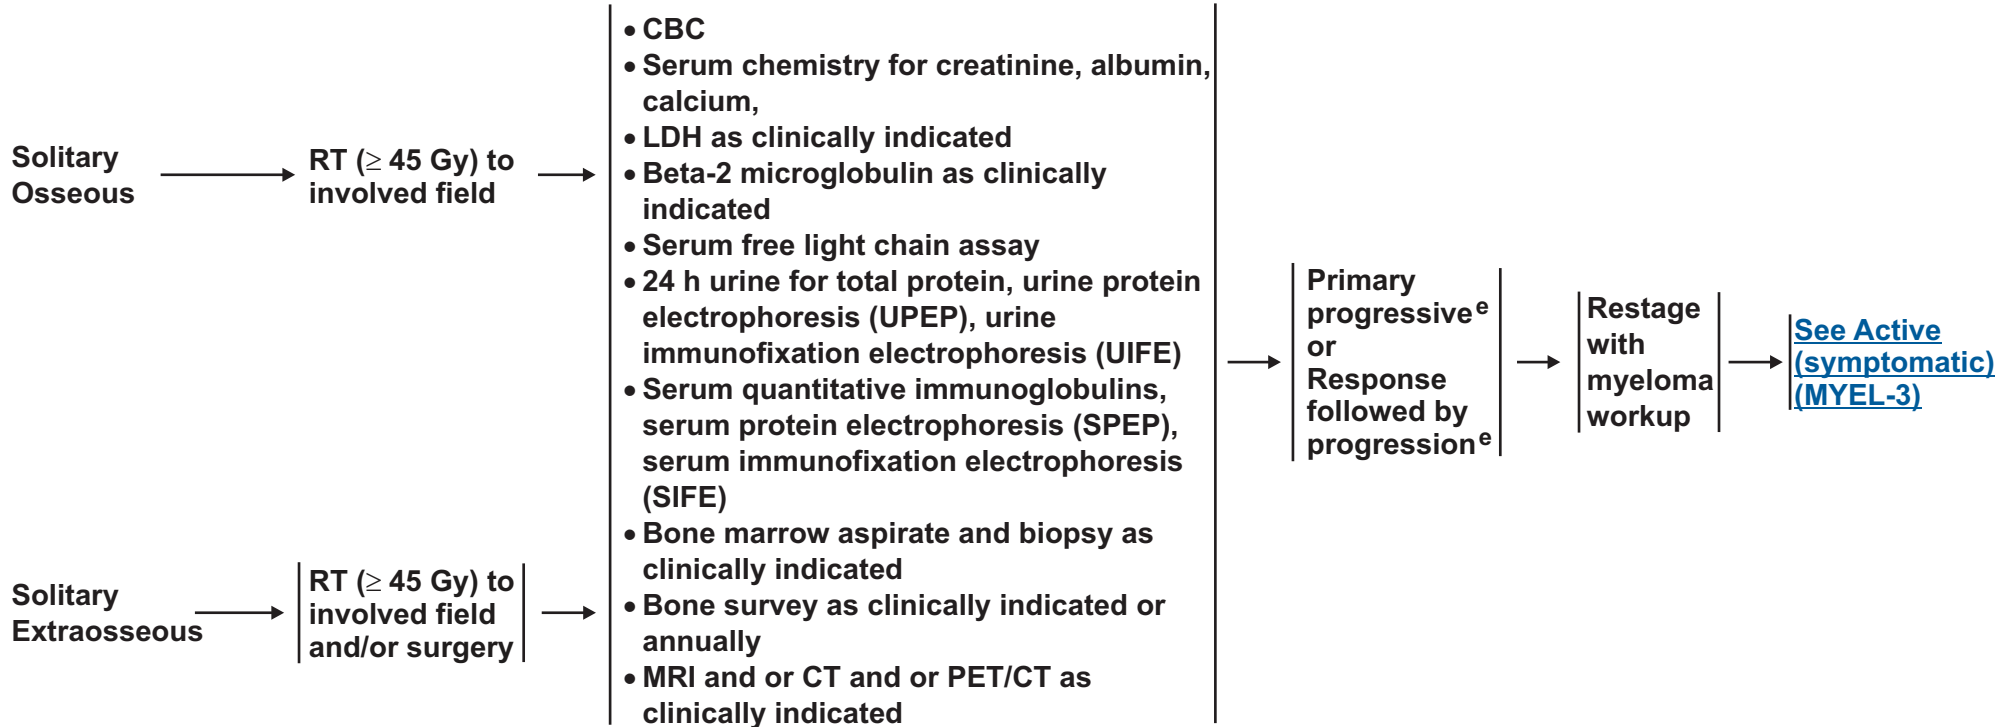 Solitary
Osseous
RT (≥ 45 Gy) to
involved field
Solitary
Extraosseous
RT (≥ 45 Gy) to
involved field
and/or surgery
• CBC
• Serum chemistry for creatinine, albumin,
calcium,
• LDH as clinically indicated
• Beta-2 microglobulin as clinically
indicated
• Serum free light chain assay
• 24 h urine for total protein, urine protein
electrophoresis (UPEP), urine
immunofixation electrophoresis (UIFE)
• Serum quantitative immunoglobulins,
serum protein electrophoresis (SPEP),
serum immunofixation electrophoresis
(SIFE)
• Bone marrow aspirate and biopsy as
clinically indicated
• Bone survey as clinically indicated or
annually
• MRI and or CT and or PET/CT as
clinically indicated
Primary
progressive e
or
Response
followed by
progression e
Restage
with
myeloma
workup
See Active
(symptomatic)
(MYEL-3)